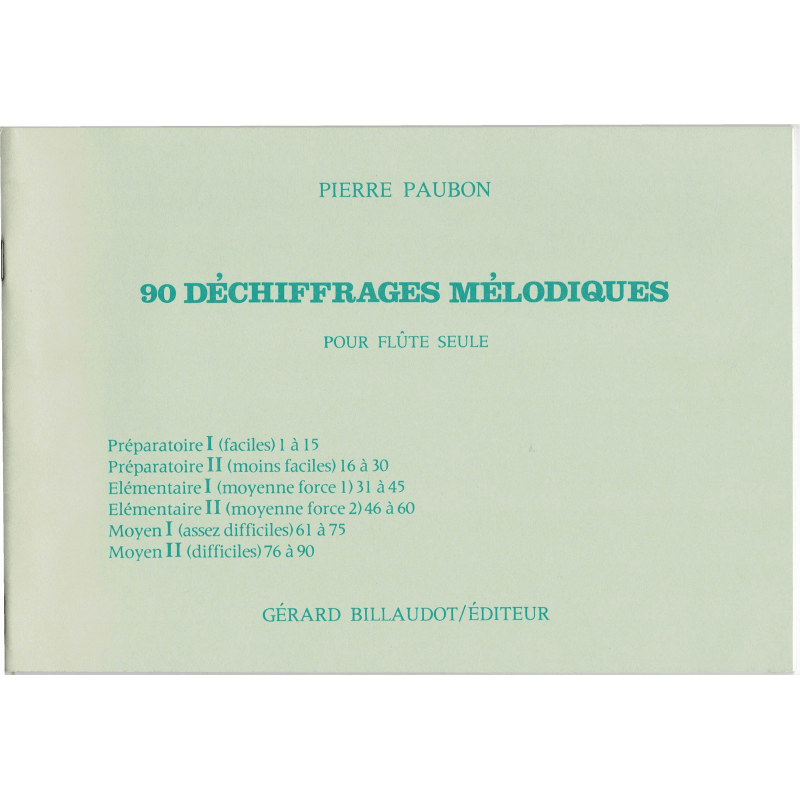 PIERRE PAUBON
90 DÉCHIFFRAGES MÉLODIQUES
POUR FLÛTE SEULE
Préparatoire I (faciles) 1 à 15
Préparatoire II (moins faciles) 16 à 30
Elémentaire I (moyenne force 1) 31 à 45
Elémentaire II (moyenne force 2) 46 à 60
Moyen I (assez difficiles) 61 à 75
Moyen II (difficiles) 76 à 90
GÉRARD BILLAUDOT/ÉDITEUR